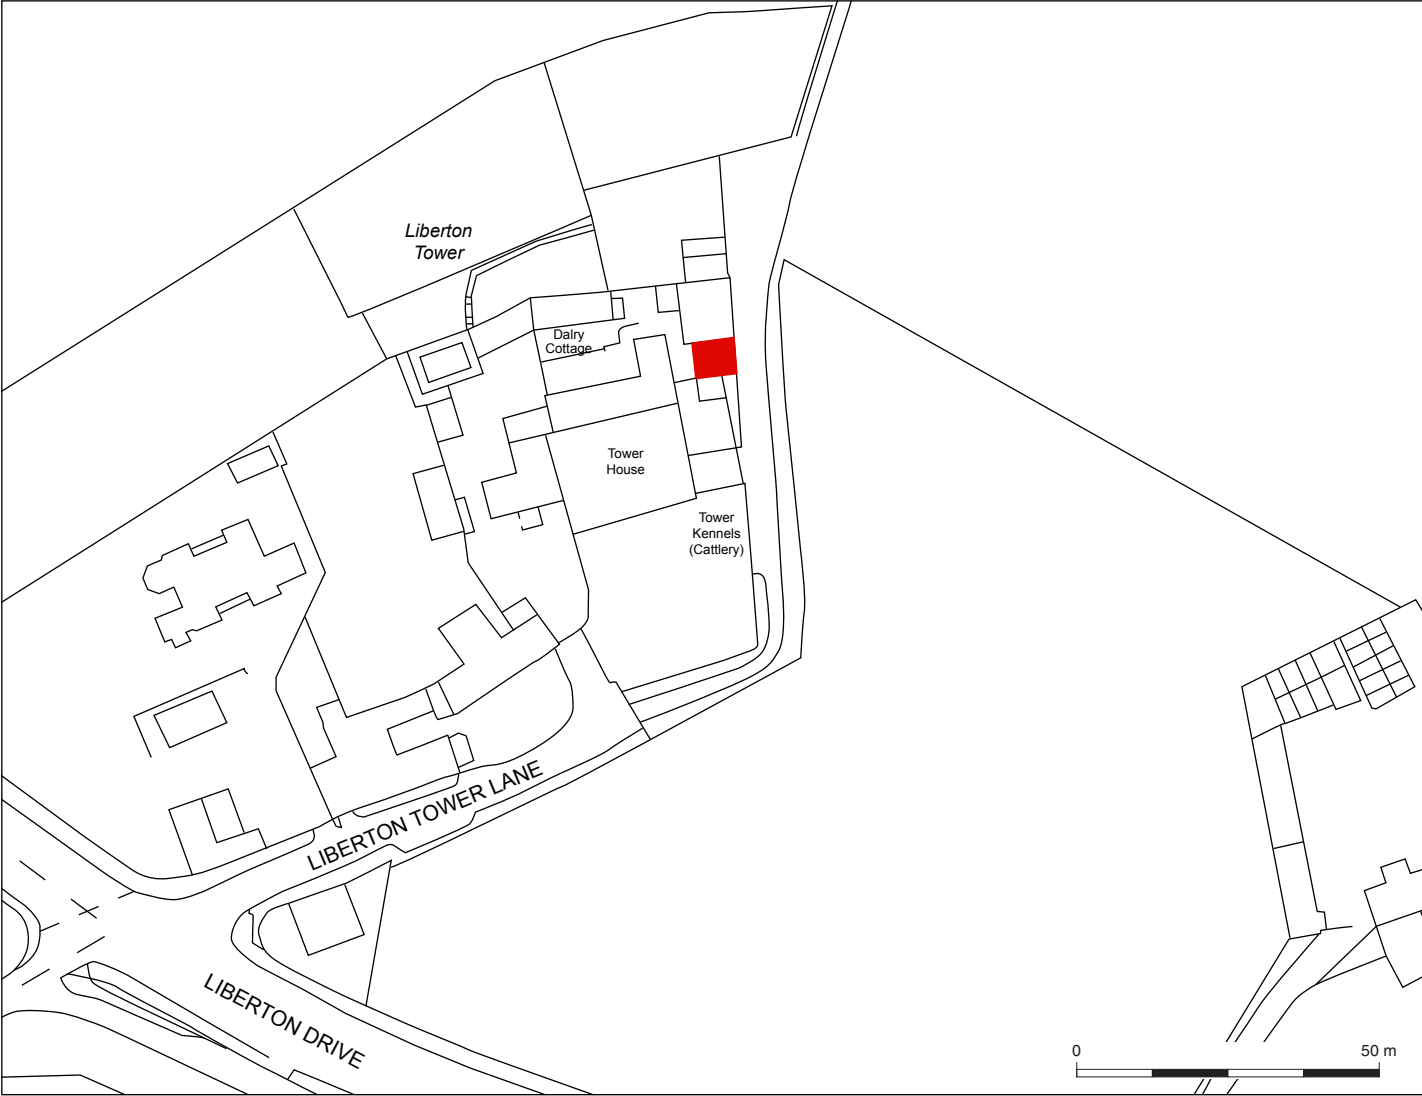 Liberton
Tower
Dalry
Cottage
Tower
House
Tower
Kennels
(Cattlery)
LIBERTON TOWER LANE
LIBERTON DRIVE
0
50 m